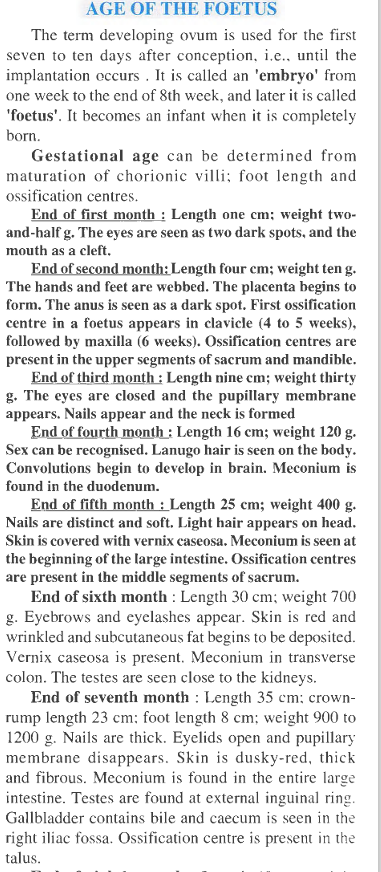 AGE OF THE FOETUS
The term developing ovum is used for the first
seven to ten days after conception, i.e., until the
implantation occurs . It is called an 'embryo' from
one week to the end of 8th week, and later it is called
'foetus'. It becomes an infant when it is completely
born.
Gestational age can be determined from
maturation of chorionic villi; foot length and
ossification centres.
End of first month : Length one cm; weight two-
and-half g. The eyes are seen as two dark spots, and the
mouth as a cleft.
End of second month: Length four cm; weight ten g.
The hands and feet are webbed. The placenta begins to
form. The anus is seen as a dark spot. First ossification
centre in a foetus appears in clavicle (4 to 5 weeks),
followed by maxilla (6 weeks). Ossification centres are
present in the upper segments of sacrum and mandible.
End of third month : Length nine cm; weight thirty
g. The eyes are closed and the pupillary membrane
appears. Nails appear and the neck is formed
End of fourth month : Length 16 cm; weight 120 g.
Sex can be recognised. Lanugo hair is seen on the body.
Convolutions begin to develop in brain. Meconium is
found in the duodenum.
End of fifth month : Length 25 cm; weight 400 g.
Nails are distinct and soft. Light hair appears on head.
Skin is covered with vernix caseosa. Meconium is seen at
the beginning of the large intestine. Ossification centres
are present in the middle segments of sacrum.
End of sixth month : Length 30 cm; weight 700
g. Eyebrows and eyelashes appear. Skin is red and
wrinkled and subcutaneous fat begins to be deposited.
Vernix caseosa is present. Meconium in transverse
colon. The testes are seen close to the kidneys.
End of seventh month : Length 35 cm; crown-
rump length 23 cm; foot length 8 cm; weight 900 to
1200 g. Nails are thick. Eyelids open and pupillary
membrane disappears. Skin is dusky-red, thick
and fibrous. Meconium is found in the entire large
intestine. Testes are found at external inguinal ring.
Gallbladder contains bile and caecum is seen in the
right iliac fossa. Ossification centre is present in the
talus.